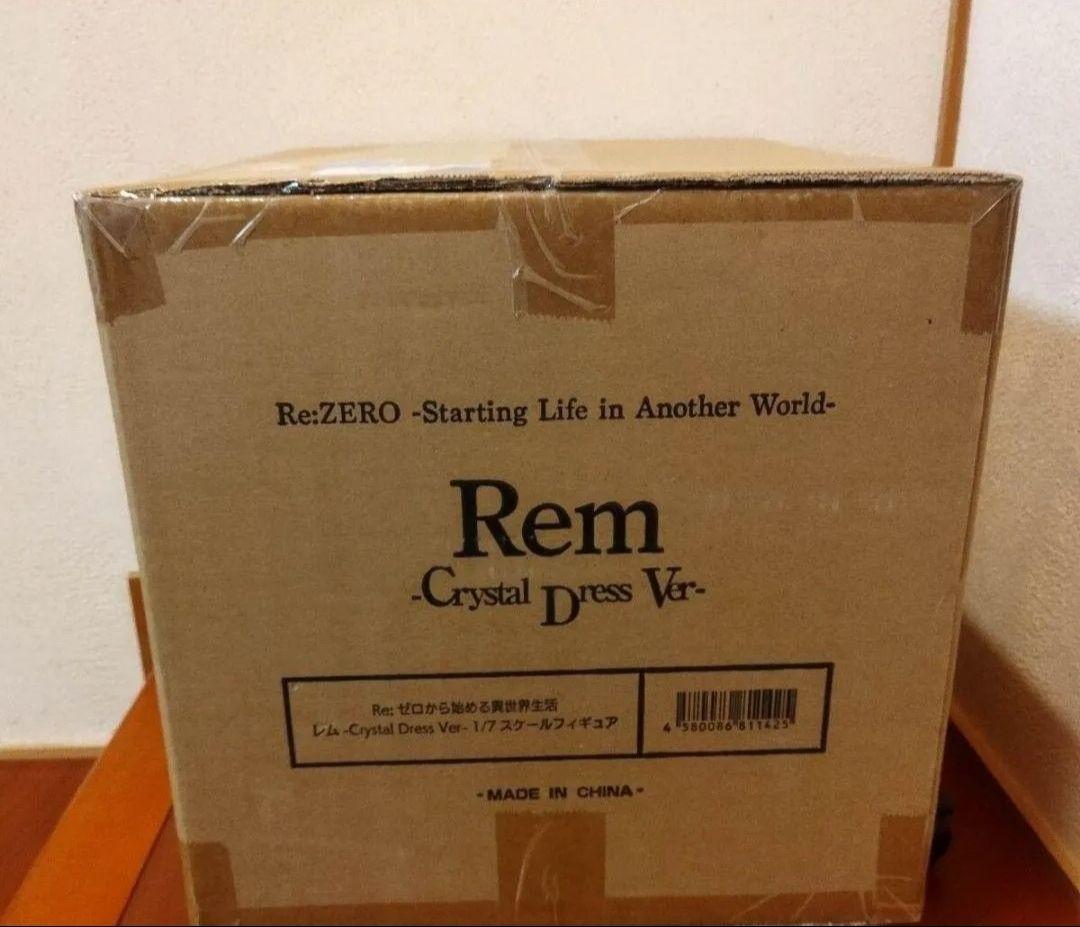 Re:ZERO -Starting Life in Another World-
Rem
-Crystal Dress Ver-
Re: ゼロから始める異世界生活
レム -Crystal Dress Ver- 1/7 スケールフィギュア
4 580086 811425
-MADE IN CHINA-